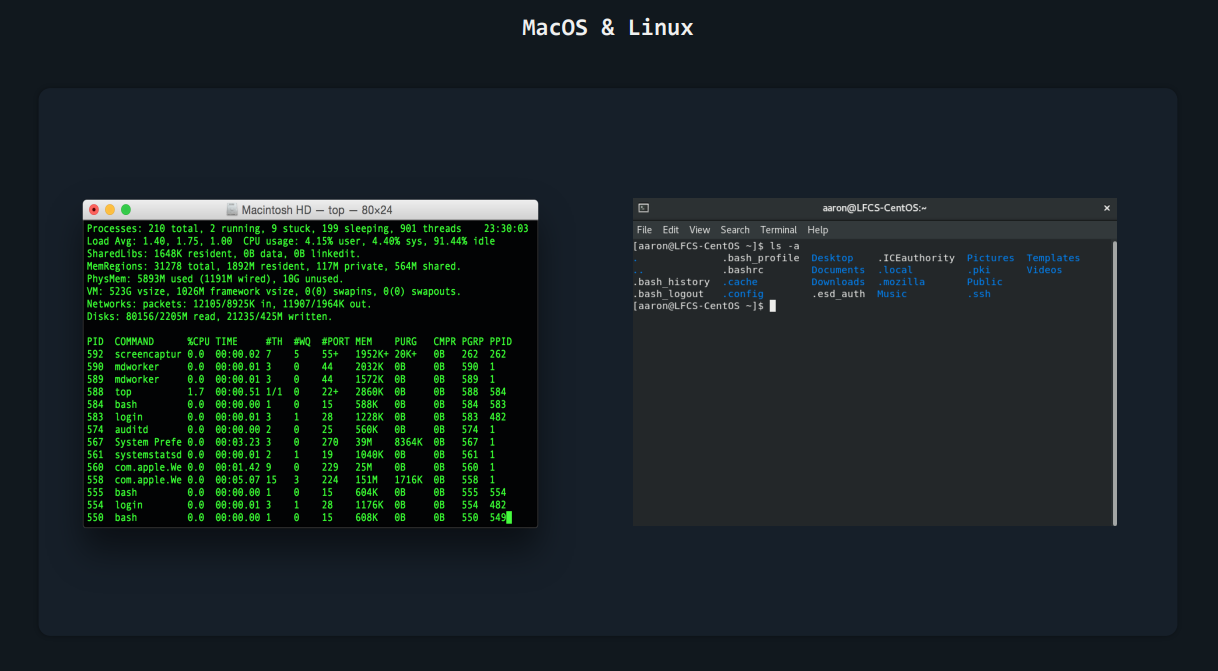 MacOS & Linux
Macintosh HD — top — 80×24
Processes: 210 total, 2 running, 9 stuck, 199 sleeping, 901 threads    23:30:03
Load Avg: 1.40, 1.75, 1.00  CPU usage: 4.15% user, 4.40% sys, 91.44% idle
SharedLibs: 1648K resident, 0B data, 0B linkedit.
MemRegions: 31278 total, 1892M resident, 117M private, 564M shared.
PhysMem: 5893M used (1191M wired), 10G unused.
VM: 523G vsize, 1026M framework vsize, 0(0) swapins, 0(0) swapouts.
Networks: packets: 12105/8925K in, 11907/1964K out.
Disks: 80156/2205M read, 21235/425M written.
PID  COMMAND      %CPU TIME     #TH  #WQ  #PORT MEM    PURG   CMPR PGRP PPID
592  screencaptur 0.0  00:00.02 7    5    55+   1952K+ 20K+   0B   262  262
590  mdworker     0.0  00:00.01 3    0    44    2032K  0B     0B   590  1
589  mdworker     0.0  00:00.01 3    0    44    1572K  0B     0B   589  1
588  top          1.7  00:00.51 1/1  0    22+   2860K  0B     0B   588  584
584  bash         0.0  00:00.00 1    0    15    588K   0B     0B   584  583
583  login        0.0  00:00.01 3    1    28    1228K  0B     0B   583  482
574  auditd       0.0  00:00.00 2    0    25    560K   0B     0B   574  1
567  System Prefe 0.0  00:03.23 3    0    270   39M    8364K  0B   567  1
561  systemstatsd 0.0  00:00.01 2    1    19    1040K  0B     0B   561  1
560  com.apple.We 0.0  00:01.42 9    0    229   25M    0B     0B   560  1
558  com.apple.We 0.0  00:05.07 15   3    224   151M   1716K  0B   558  1
555  bash         0.0  00:00.00 1    0    15    604K   0B     0B   555  554
554  login        0.0  00:00.01 3    1    28    1176K  0B     0B   554  482
550  bash         0.0  00:00.00 1    0    15    608K   0B     0B   550  549
aaron@LFCS-CentOS:~
File  Edit  View  Search  Terminal  Help
[aaron@LFCS-CentOS ~]$ ls -a
.              .bash_profile  Desktop    .ICEauthority  Pictures  Templates
..             .bashrc        Documents  .local         .pki      Videos
.bash_history  .cache         Downloads  .mozilla       Public
.bash_logout   .config        .esd_auth  Music          .ssh
[aaron@LFCS-CentOS ~]$